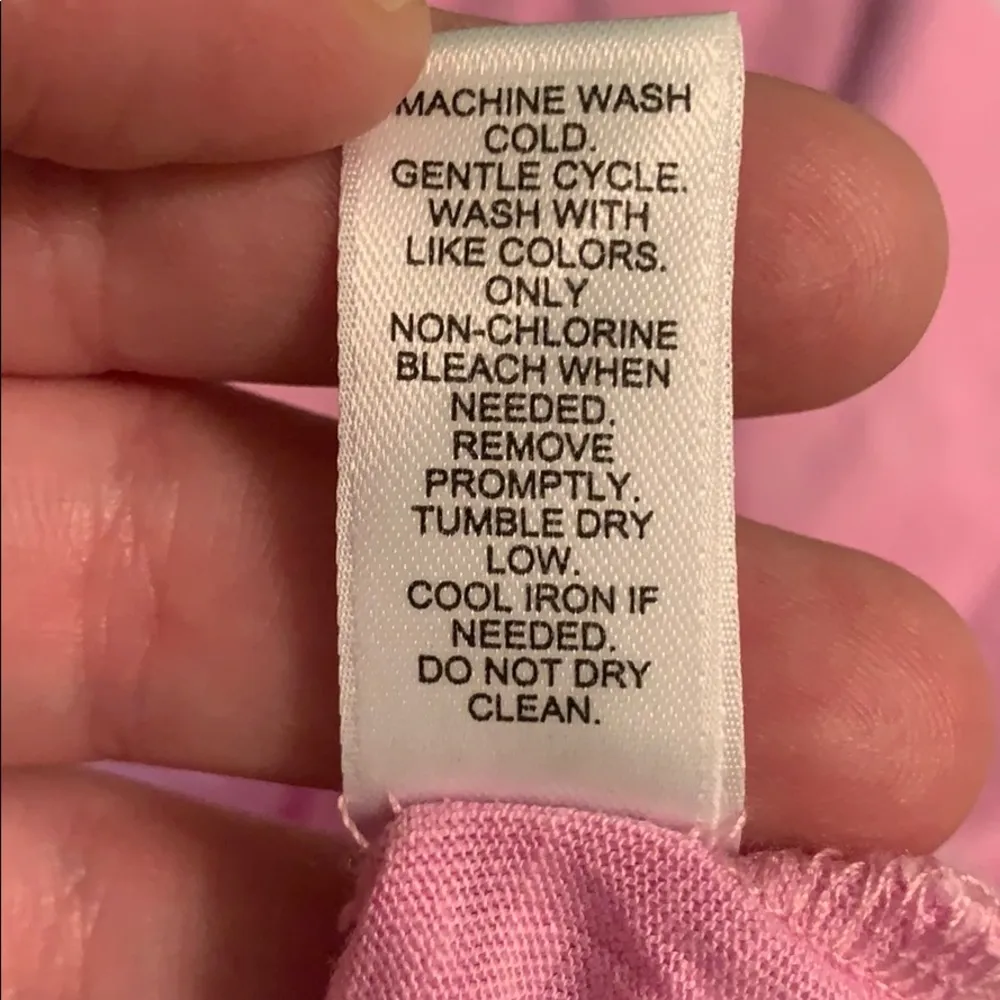 MACHINE WASH
COLD.
GENTLE CYCLE.
WASH WITH
LIKE COLORS.
ONLY
NON-CHLORINE
BLEACH WHEN
NEEDED.
REMOVE
PROMPTLY.
TUMBLE DRY
LOW.
COOL IRON IF
NEEDED.
DO NOT DRY
CLEAN.